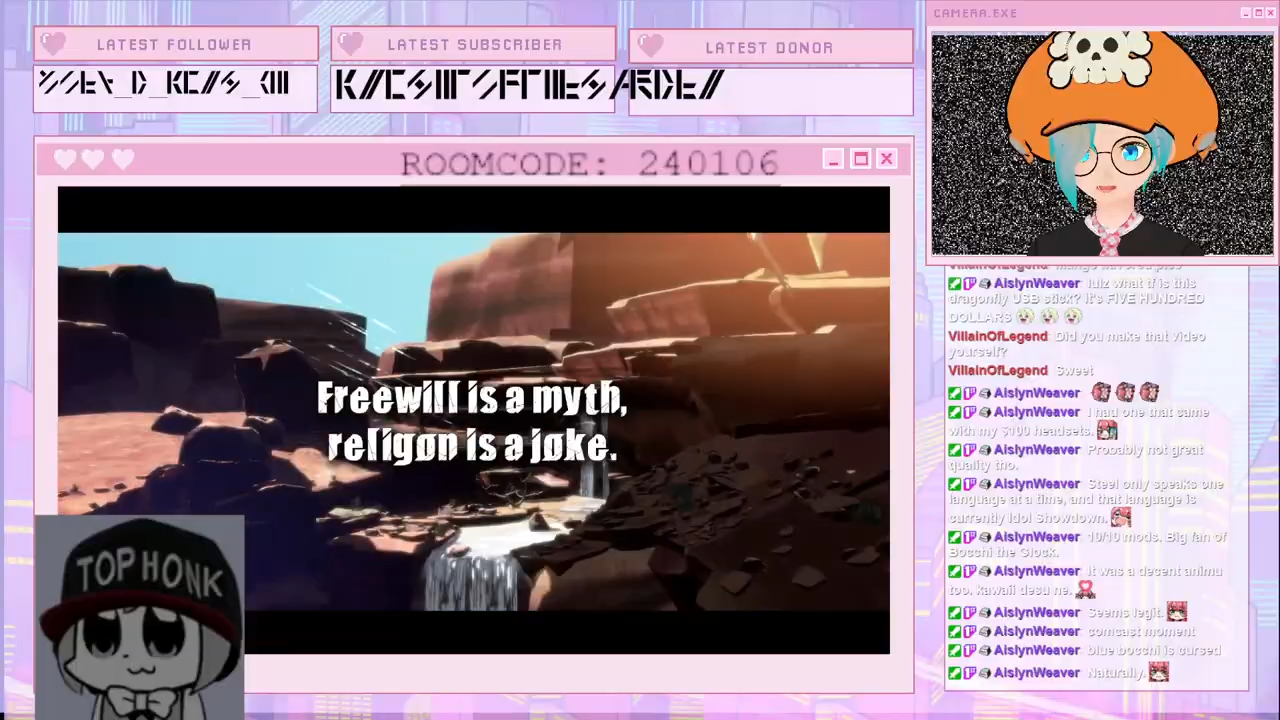 CAMERA.EXE
LATEST FOLLOWER
LATEST SUBSCRIBER
LATEST DONOR
ROOMCODE: 240106
Freewill is a myth,
religøn is a jøke.
TOP HONK
VillainOfLegend
AislynWeaver lulz what tf is this
dragonfly USB stick? It's FIVE HUNDRED
DOLLARS
VillainOfLegend Did you make that video
yourself?
VillainOfLegend Sweet
AislynWeaver
AislynWeaver I had one that came
with my $100 headsets.
AislynWeaver Probably not great
quality tho.
AislynWeaver Steel only speaks one
language at a time, and that language is
currently Idol Showdown.
AislynWeaver 10/10 mods. Big fan of
Bocchi the Glock.
AislynWeaver It was a decent animu
too. kawaii desu ne.
AislynWeaver Seems legit.
AislynWeaver comcast moment
AislynWeaver blue bocchi is cursed
AislynWeaver Naturally.